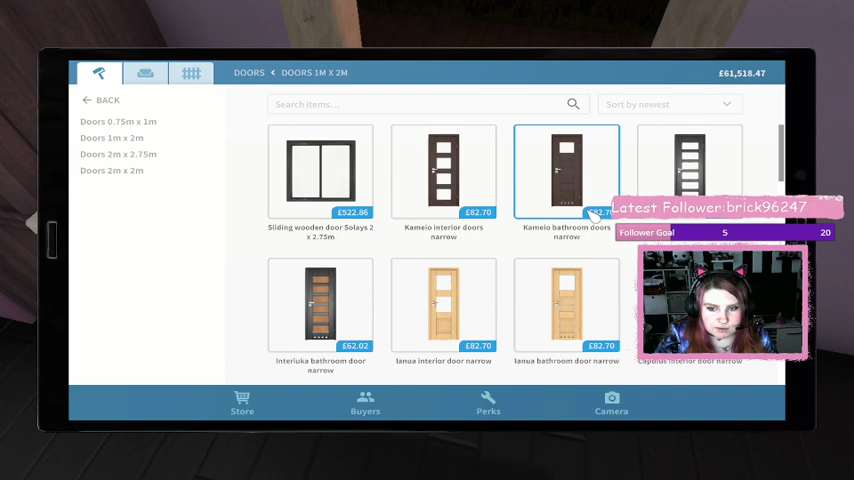 DOORS < DOORS 1M X 2M
£61,518.47
BACK
Search items...
Sort by newest
Doors 0.75m x 1m
Doors 1m x 2m
Doors 2m x 2.75m
Doors 2m x 2m
£522.86
£82.70
Sliding wooden door Solays 2 x 2.75m
Kameio interior doors narrow
Kameio bathroom doors narrow
Latest Follower:brick96247
Follower Goal
5
20
£62.02
£82.70
£82.70
Interiuka bathroom door narrow
Ianua interior door narrow
Ianua bathroom door narrow
Store
Buyers
Perks
Camera